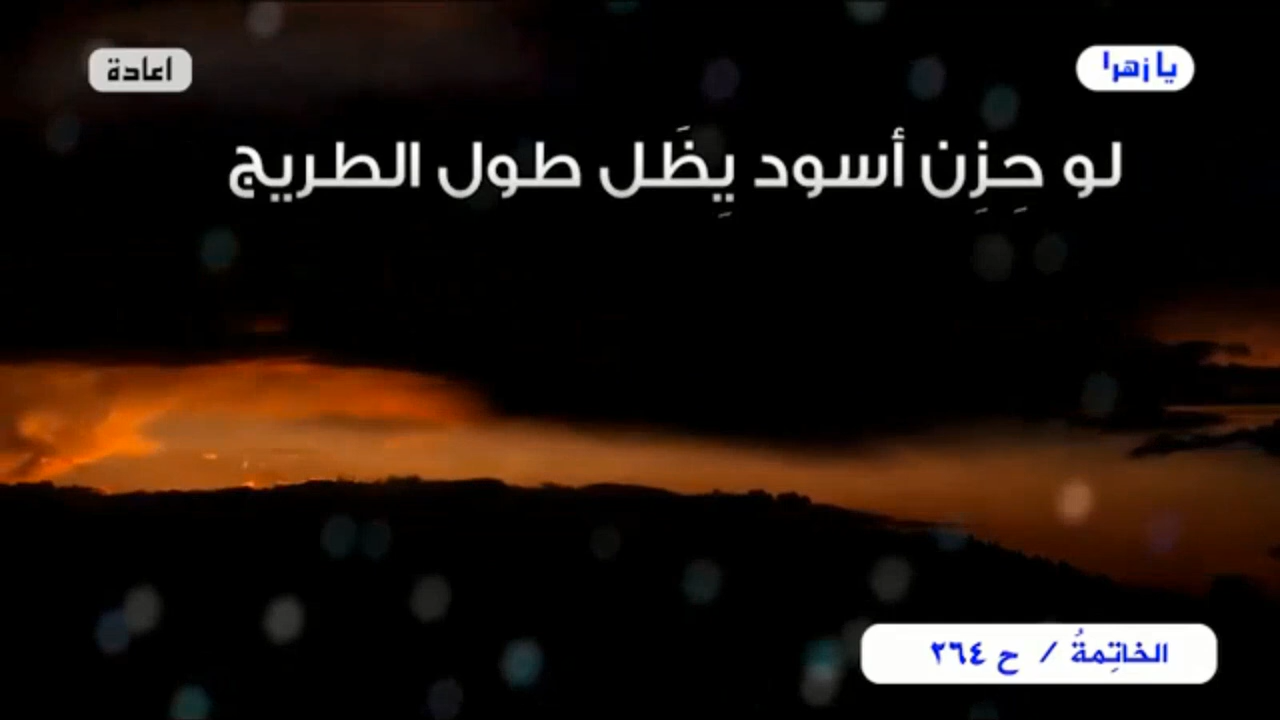 يا زهرا
اعادة
لو حِزِن أسود يِظَل طول الطريج
الخاتِمةُ / ح ٢٦٤